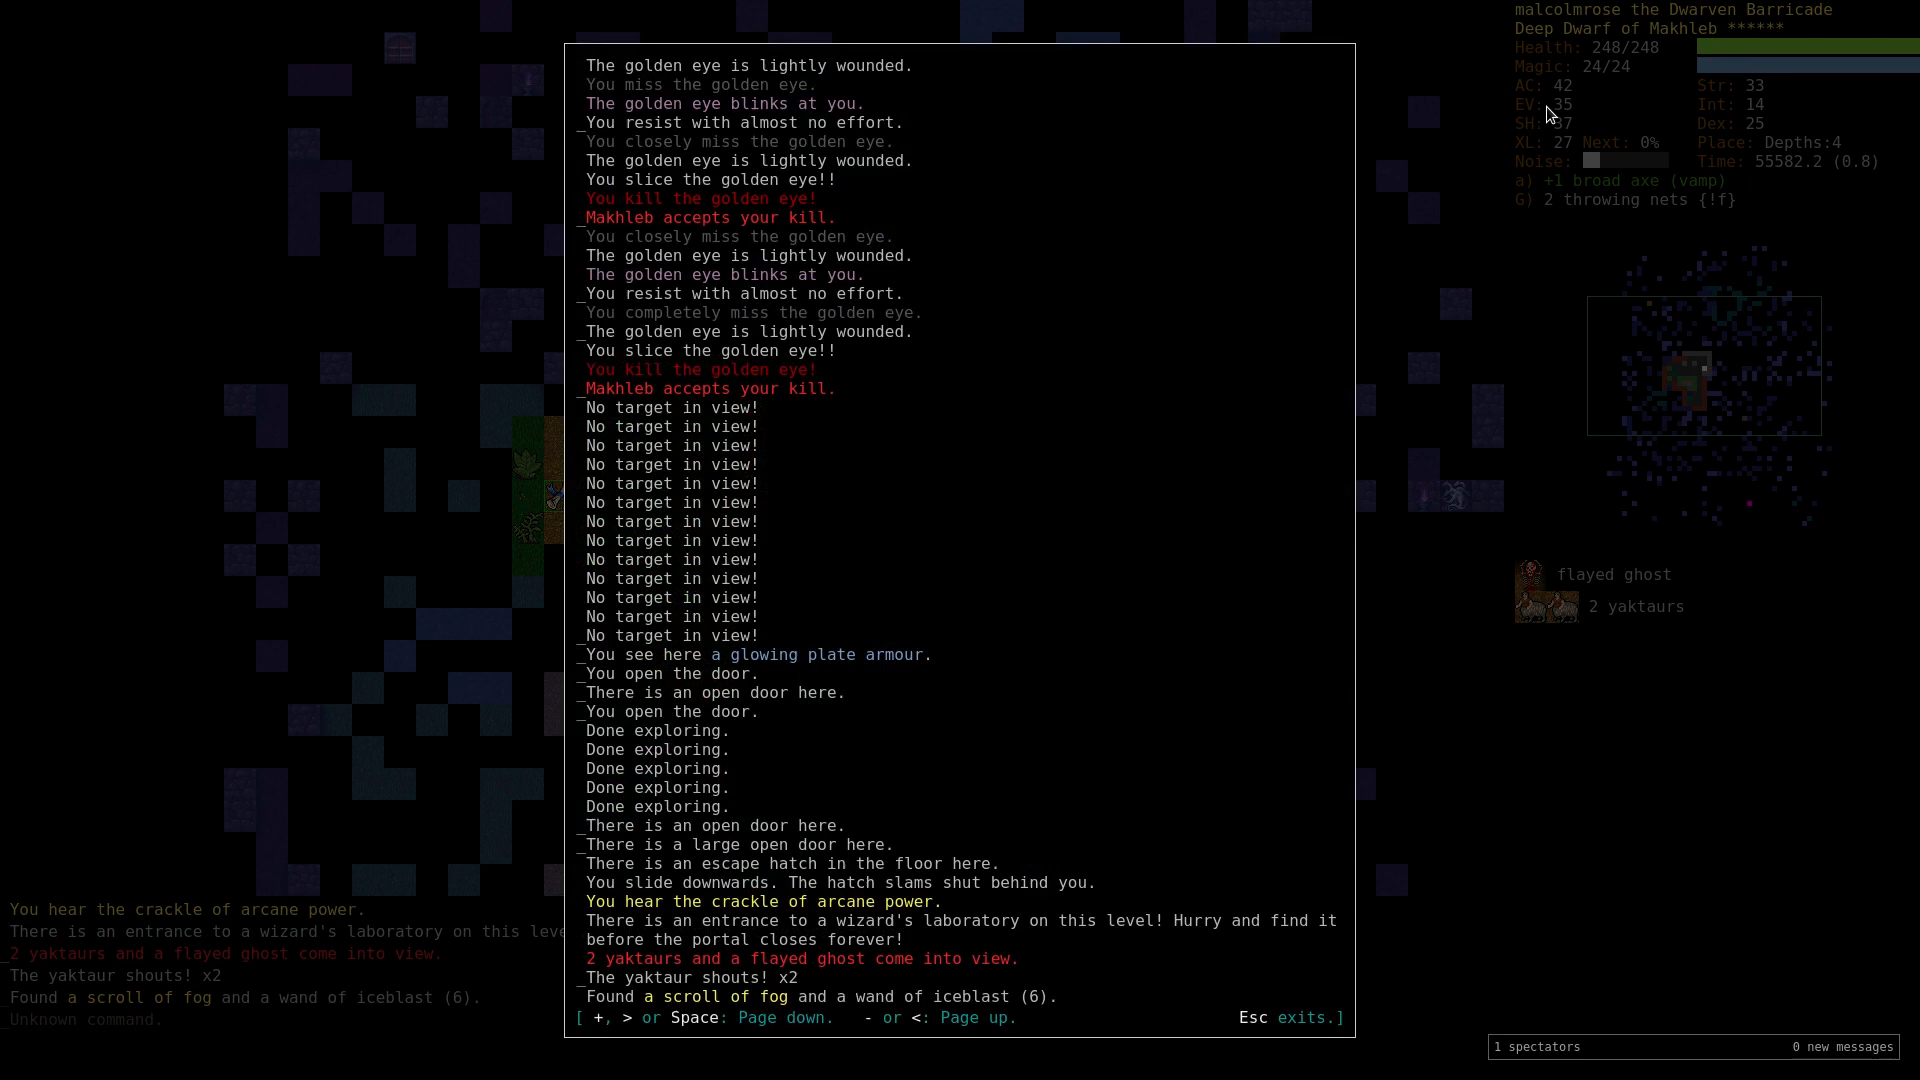 malcolmrose the Dwarven Barricade
Deep Dwarf of Makhleb ******
Health: 248/248
Magic: 24/24
AC: 42 Str: 33
EV: 35 Int: 14
SH: 37 Dex: 25
XL: 27 Next: 0% Place: Depths:4
Noise: Time: 55582.2 (0.8)
a) +1 broad axe (vamp)
G) 2 throwing nets {!f}
flayed ghost
2 yaktaurs
The golden eye is lightly wounded.
You miss the golden eye.
The golden eye blinks at you.
_You resist with almost no effort.
You closely miss the golden eye.
The golden eye is lightly wounded.
You slice the golden eye!!
You kill the golden eye!
_Makhleb accepts your kill.
You closely miss the golden eye.
The golden eye is lightly wounded.
The golden eye blinks at you.
_You resist with almost no effort.
You completely miss the golden eye.
_The golden eye is lightly wounded.
You slice the golden eye!!
You kill the golden eye!
_Makhleb accepts your kill.
No target in view!
No target in view!
No target in view!
No target in view!
No target in view!
No target in view!
No target in view!
No target in view!
No target in view!
No target in view!
No target in view!
No target in view!
_No target in view!
_You see here a glowing plate armour.
_You open the door.
_There is an open door here.
_You open the door.
Done exploring.
Done exploring.
Done exploring.
Done exploring.
Done exploring.
_There is an open door here.
_There is a large open door here.
There is an escape hatch in the floor here.
You slide downwards. The hatch slams shut behind you.
You hear the crackle of arcane power.
There is an entrance to a wizard's laboratory on this level! Hurry and find it
before the portal closes forever!
2 yaktaurs and a flayed ghost come into view.
_The yaktaur shouts! x2
Found a scroll of fog and a wand of iceblast (6).
[ +, > or Space: Page down. - or <: Page up. Esc exits.]
You hear the crackle of arcane power.
There is an entrance to a wizard's laboratory on this leve
_2 yaktaurs and a flayed ghost come into view.
The yaktaur shouts! x2
_Found a scroll of fog and a wand of iceblast (6).
_Unknown command.
1 spectators 0 new messages